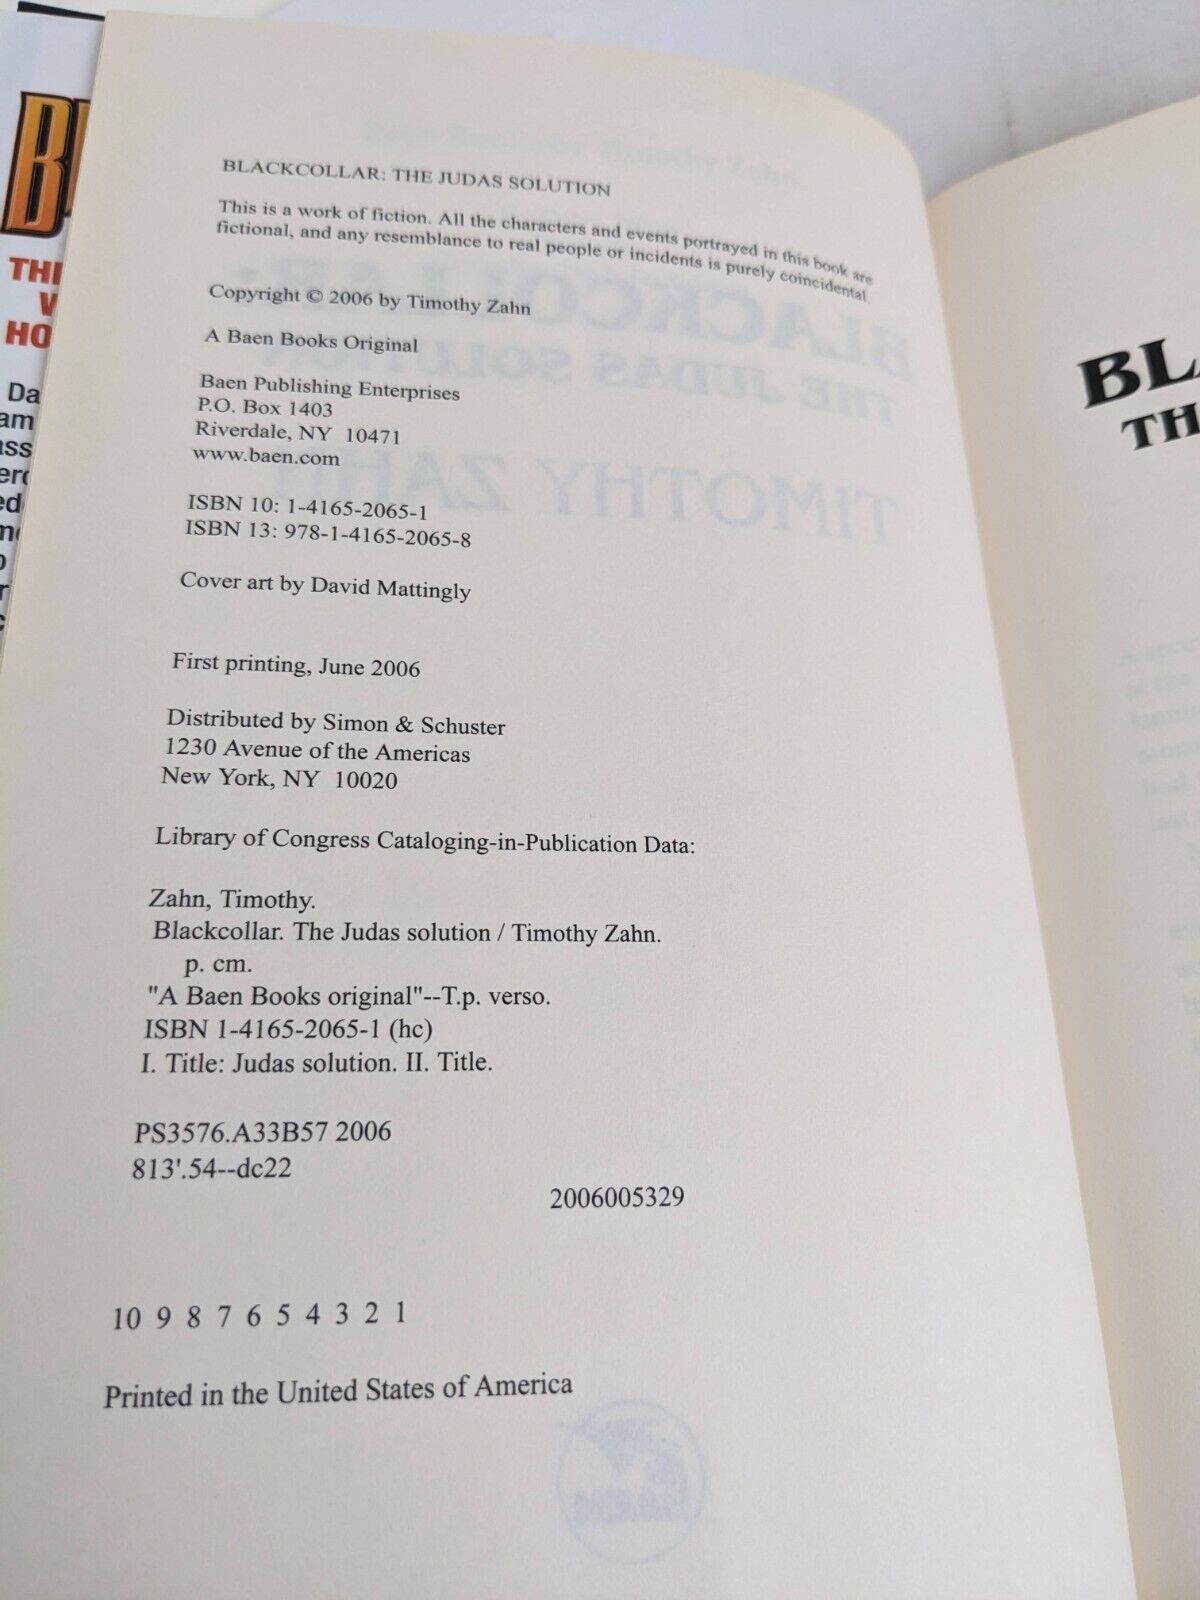 BLACKCOLLAR: THE JUDAS SOLUTION
This is a work of fiction. All the characters and events portrayed in this book are
fictional, and any resemblance to real people or incidents is purely coincidental.
Copyright © 2006 by Timothy Zahn
A Baen Books Original
Baen Publishing Enterprises
P.O. Box 1403
Riverdale, NY 10471
www.baen.com
ISBN 10: 1-4165-2065-1
ISBN 13: 978-1-4165-2065-8
Cover art by David Mattingly
First printing, June 2006
Distributed by Simon & Schuster
1230 Avenue of the Americas
New York, NY 10020
Library of Congress Cataloging-in-Publication Data:
Zahn, Timothy.
Blackcollar. The Judas solution / Timothy Zahn.
p. cm.
"A Baen Books original"--T.p. verso.
ISBN 1-4165-2065-1 (hc)
I. Title: Judas solution. II. Title.
PS3576.A33B57 2006
813'.54--dc22
2006005329
10 9 8 7 6 5 4 3 2 1
Printed in the United States of America
BLA
TH